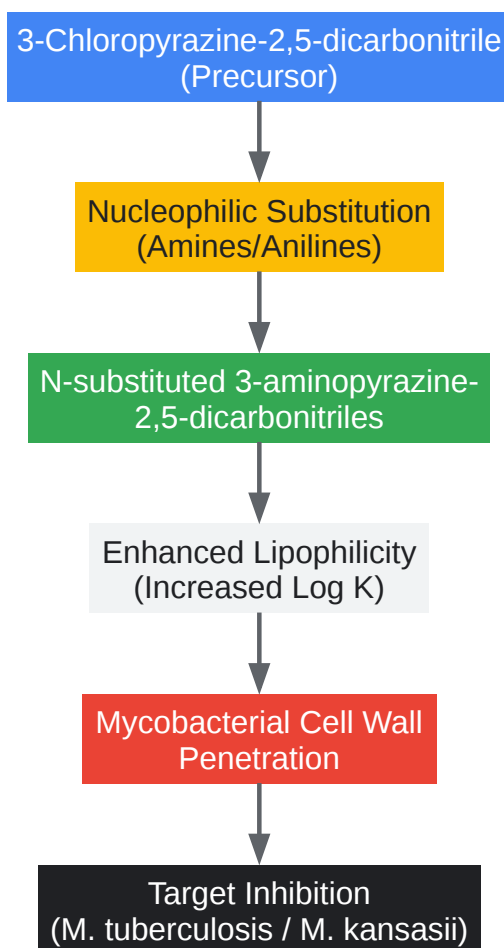 3-Chloropyrazine-2,5-dicarbonitrile
(Precursor)
Nucleophilic Substitution
(Amines/Anilines)
N-substituted 3-aminopyrazine-
2,5-dicarbonitriles
Enhanced Lipophilicity
(Increased Log K)
Mycobacterial Cell Wall
Penetration
Target Inhibition
(M. tuberculosis / M. kansasii)